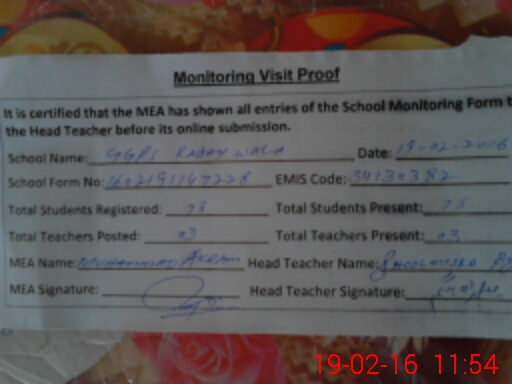 Monitoring Visit Proof
It is certified that the MEA has shown all entries of the School Monitoring Form t
the Head Teacher before its online submission.
School Name: GGPS WALA Date: 19-02-2016
School Form No: 1602191147228 EMIS Code: 34130382
Total Students Registered: 78 Total Students Present: 75
Total Teachers Posted: 03 Total Teachers Present: 03
MEA Name: Muhammad Akram Head Teacher Name:
MEA Signature: Head Teacher Signature:
19-02-16 11:54